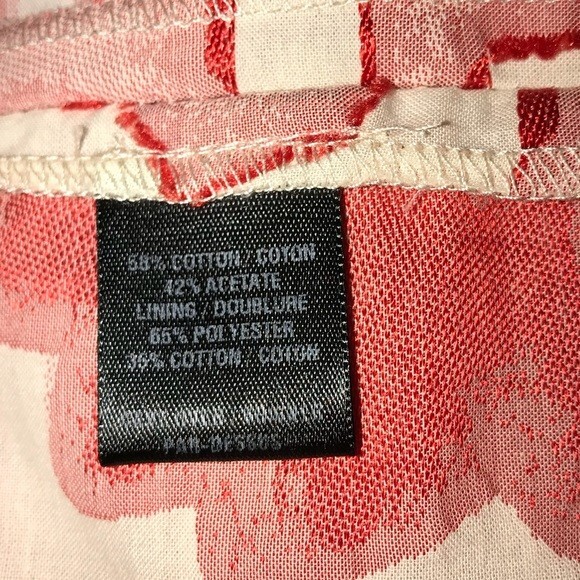 58% COTTON / COTON
42% ACETATE
LINING / DOUBLURE
65% POLYESTER
35% COTTON COTON